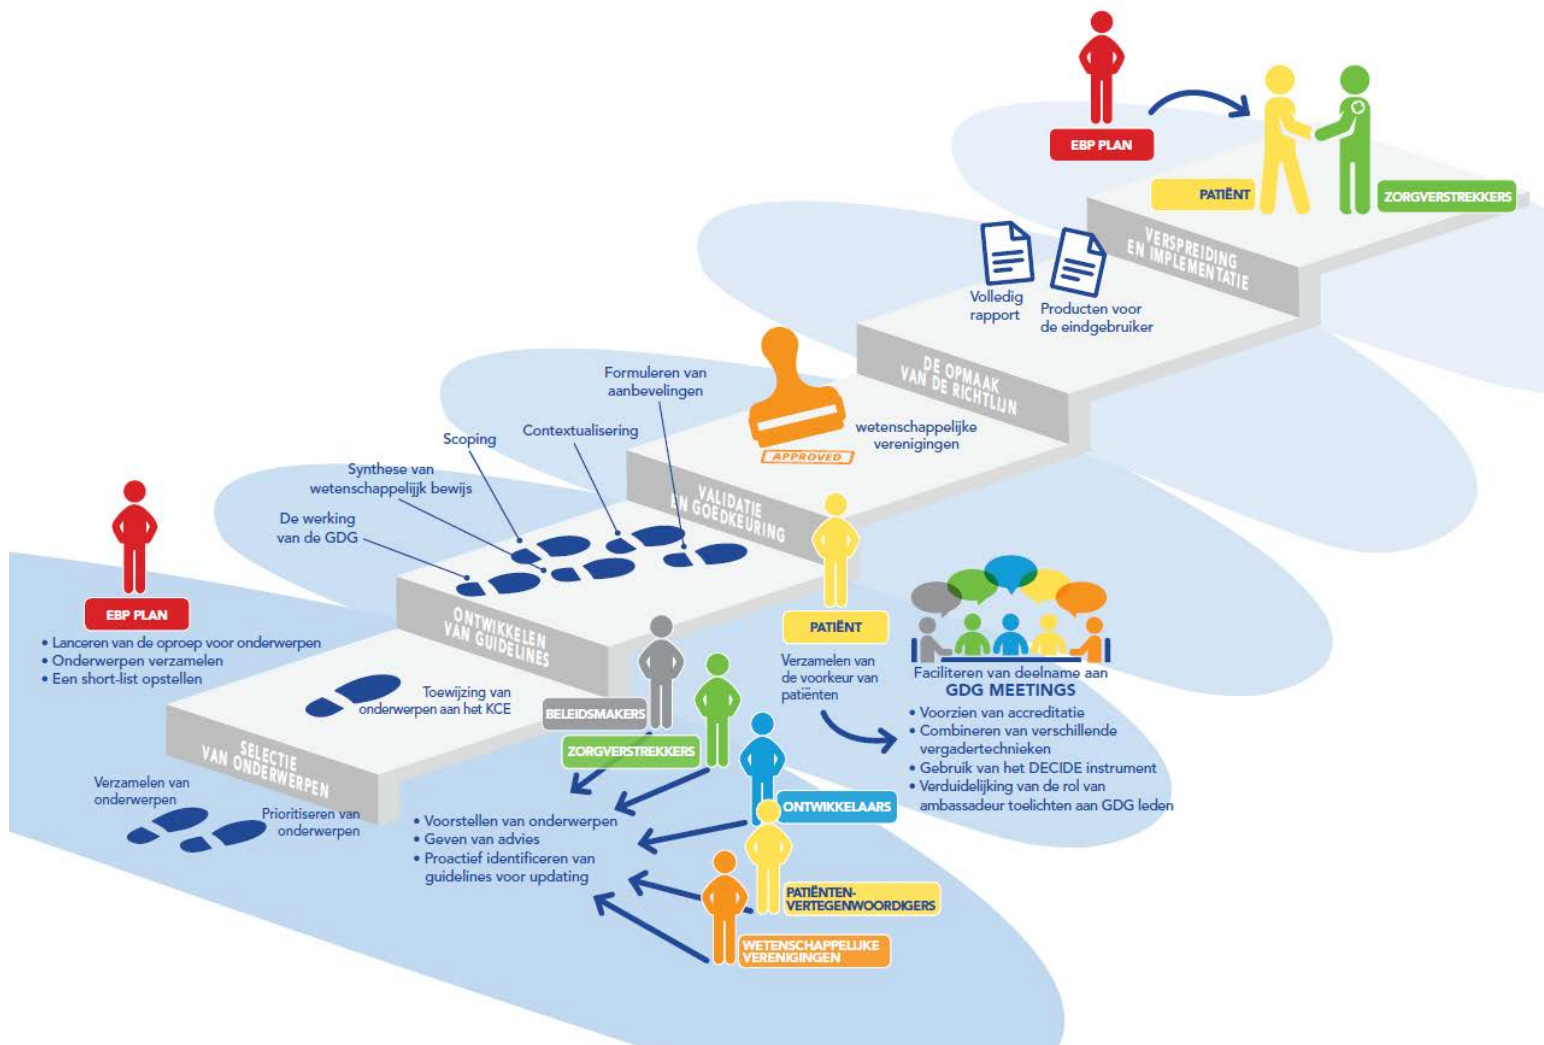 EBP PLAN
PATIËNT
ZORGVERSTREKKERS
VERSPREIDING
EN IMPLEMENTATIE
Volledig
rapport
Producten voor
de eindgebruiker
DE OPMAAK
VAN DE RICHTLIJN
wetenschappelijke
verenigingen
APPROVED
VALIDATIE
EN GOEDKEURING
Formuleren van
aanbevelingen
Contextualisering
Scoping
Synthese van
wetenschappelijjk bewijs
De werking
van de GDG
ONTWIKKELEN
VAN GUIDELINES
EBP PLAN
• Lanceren van de oproep voor onderwerpen
• Onderwerpen verzamelen
• Een short-list opstellen
Toewijzing van
onderwerpen aan het KCE
SELECTIE
VAN ONDERWERPEN
Verzamelen van
onderwerpen
Prioritiseren van
onderwerpen
BELEIDSMAKERS
ZORGVERSTREKKERS
ONTWIKKELAARS
PATIËNTEN-
VERTEGENWOORDIGERS
WETENSCHAPPELIJKE
VERENIGINGEN
• Voorstellen van onderwerpen
• Geven van advies
• Proactief identificeren van
guidelines voor updating
PATIËNT
Verzamelen van
de voorkeur van
patiënten
Faciliteren van deelname aan
GDG MEETINGS
• Voorzien van accreditatie
• Combineren van verschillende
vergadertechnieken
• Gebruik van het DECIDE instrument
• Verduidelijking van de rol van
ambassadeur toelichten aan GDG leden